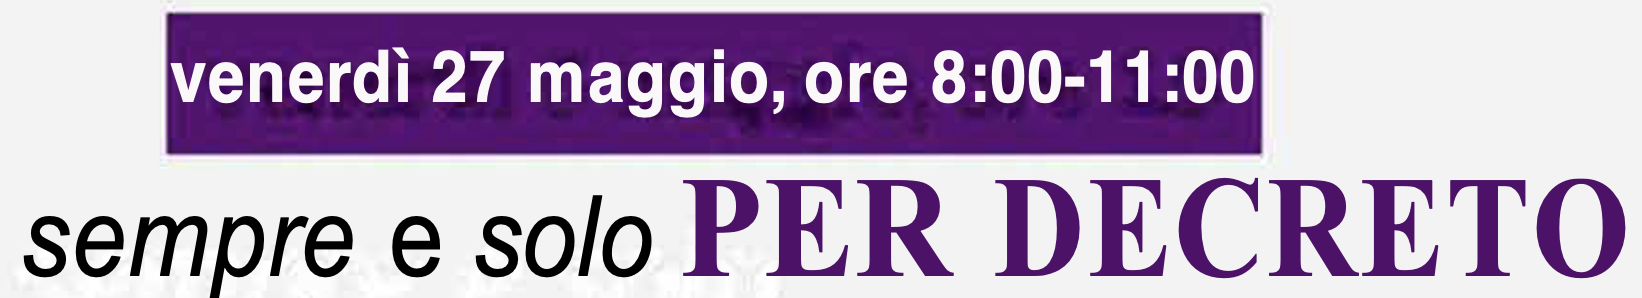 venerdì 27 maggio, ore 8:00-11:00
sempre e solo PER DECRETO